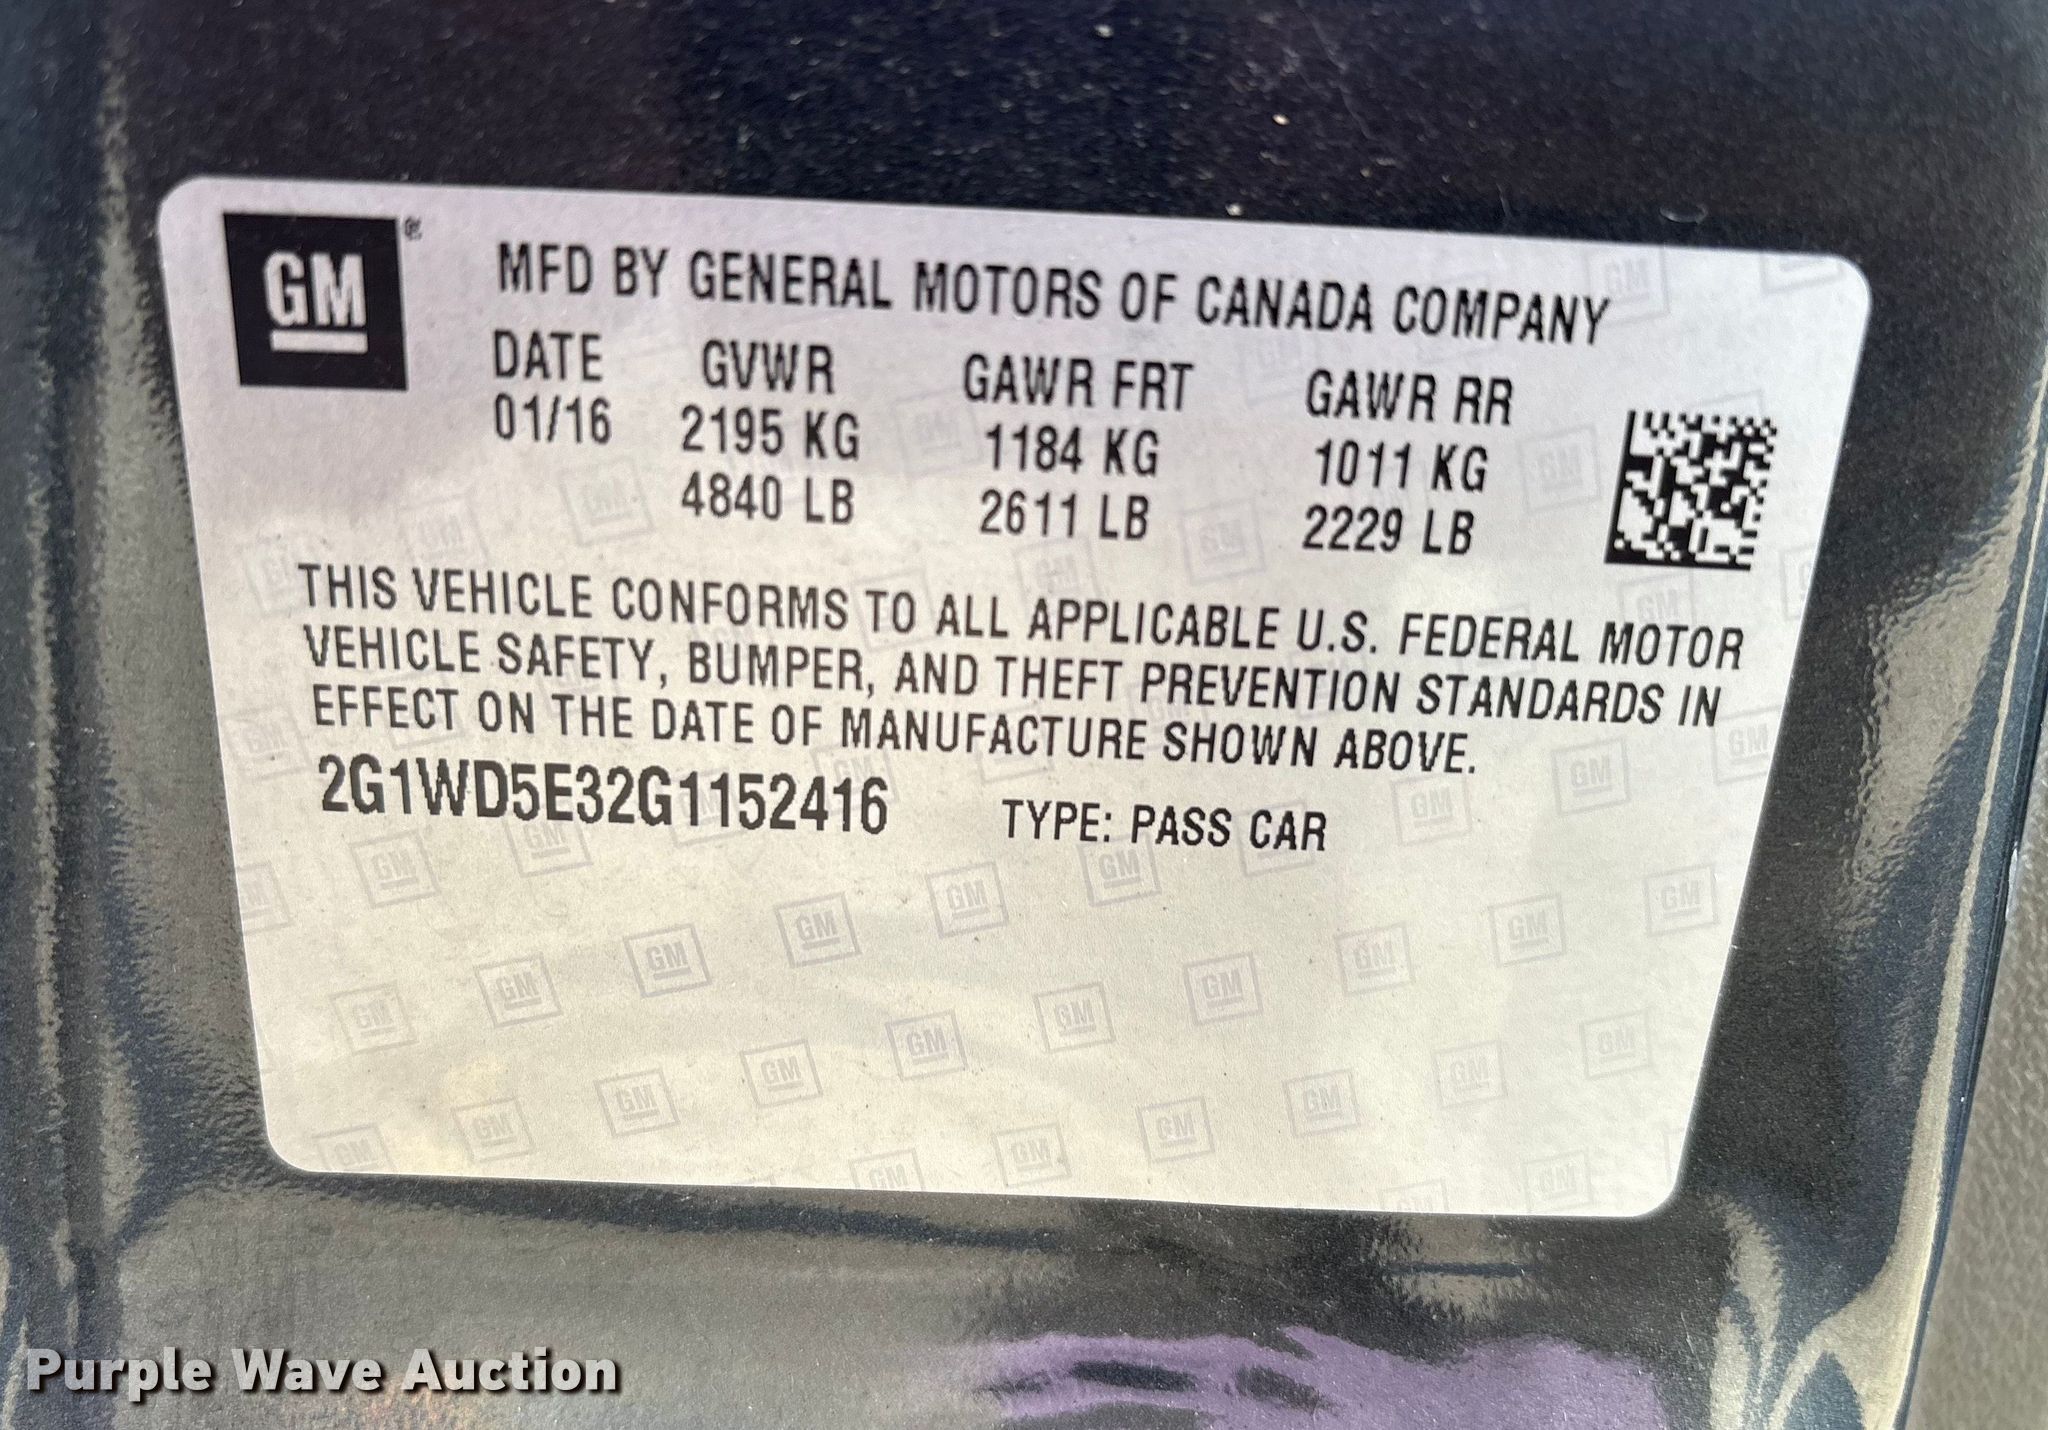 GM®
MFD BY GENERAL MOTORS OF CANADA COMPANY
DATE GVWR GAWR FRT GAWR RR
01/16 2195 KG 1184 KG 1011 KG
4840 LB 2611 LB 2229 LB
THIS VEHICLE CONFORMS TO ALL APPLICABLE U.S. FEDERAL MOTOR
VEHICLE SAFETY, BUMPER, AND THEFT PREVENTION STANDARDS IN
EFFECT ON THE DATE OF MANUFACTURE SHOWN ABOVE.
2G1WD5E32G1152416 TYPE: PASS CAR
Purple Wave Auction